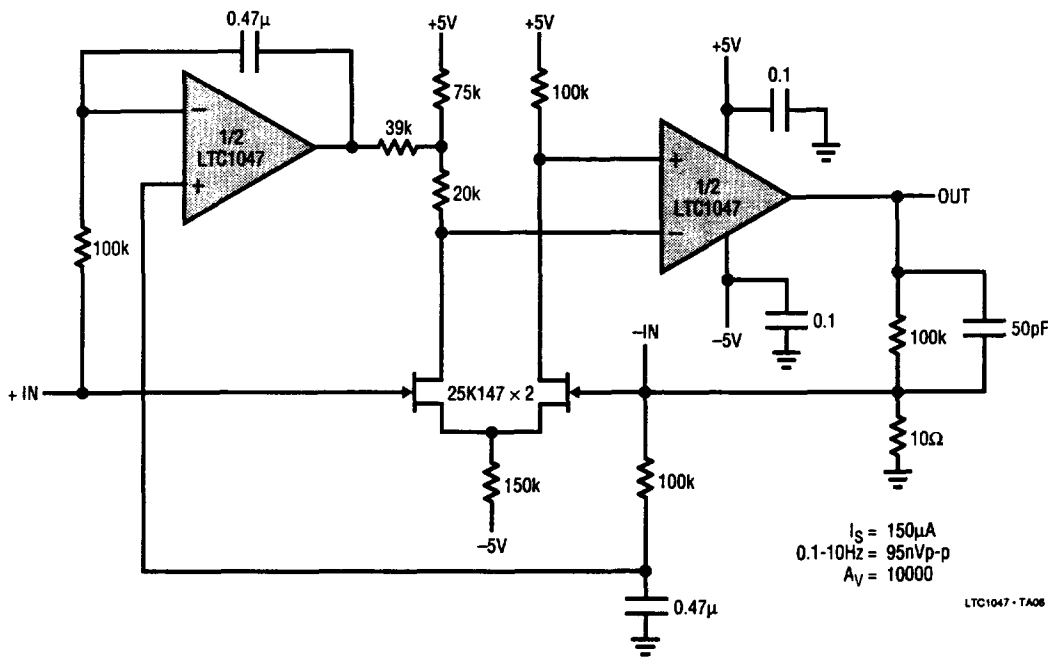 0.47µ
+5V
+5V
+5V
0.1
75k
100k
−
1/2
LTC1047
+
39k
20k
+
1/2
LTC1047
−
OUT
100k
0.1
−5V
−IN
100k
50pF
+ IN
25K147 × 2
10Ω
150k
−5V
100k
0.47µ
IS = 150µA
0.1-10Hz = 95nVp-p
AV = 10000
LTC1047 • TA06